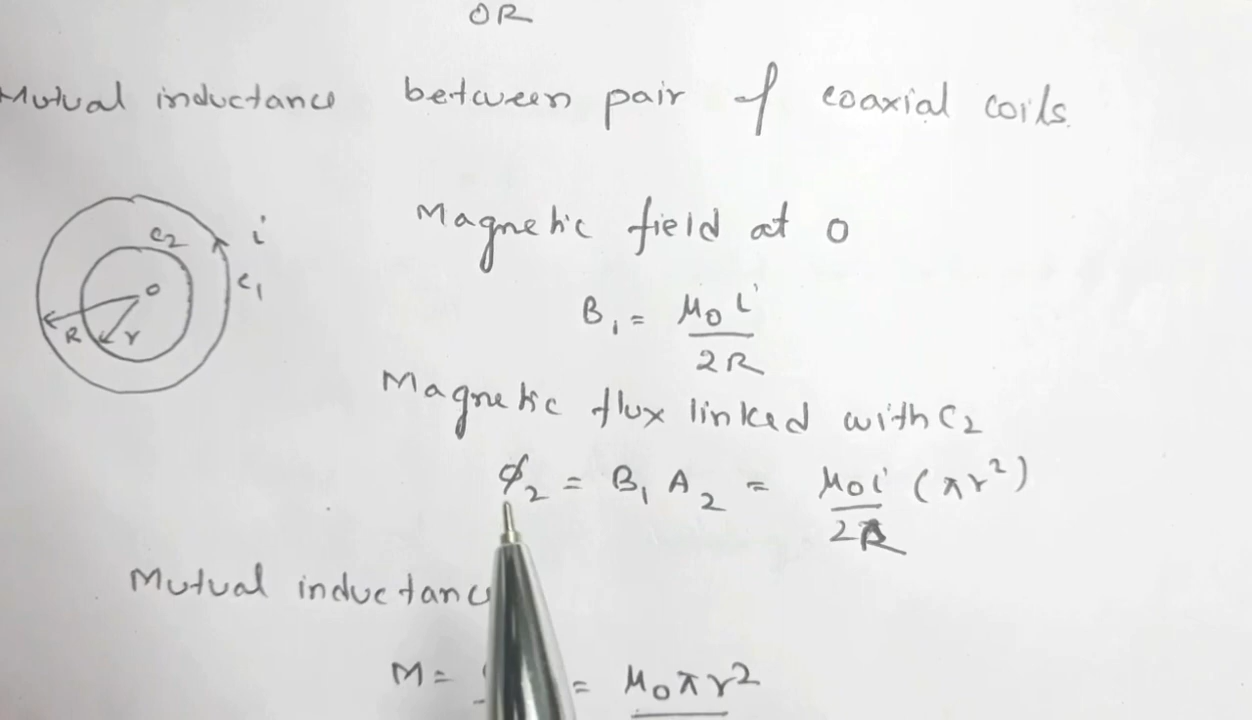 OR
Mutual inductance between pair of coaxial coils.
C2 i
O C1
R r
Magnetic field at O
B1 = μ0 i
2R
Magnetic flux linked with C2
ϕ2 = B1 A2 = μ0 i (πr²)
2R
Mutual inductanc
M = = μ0 π r²